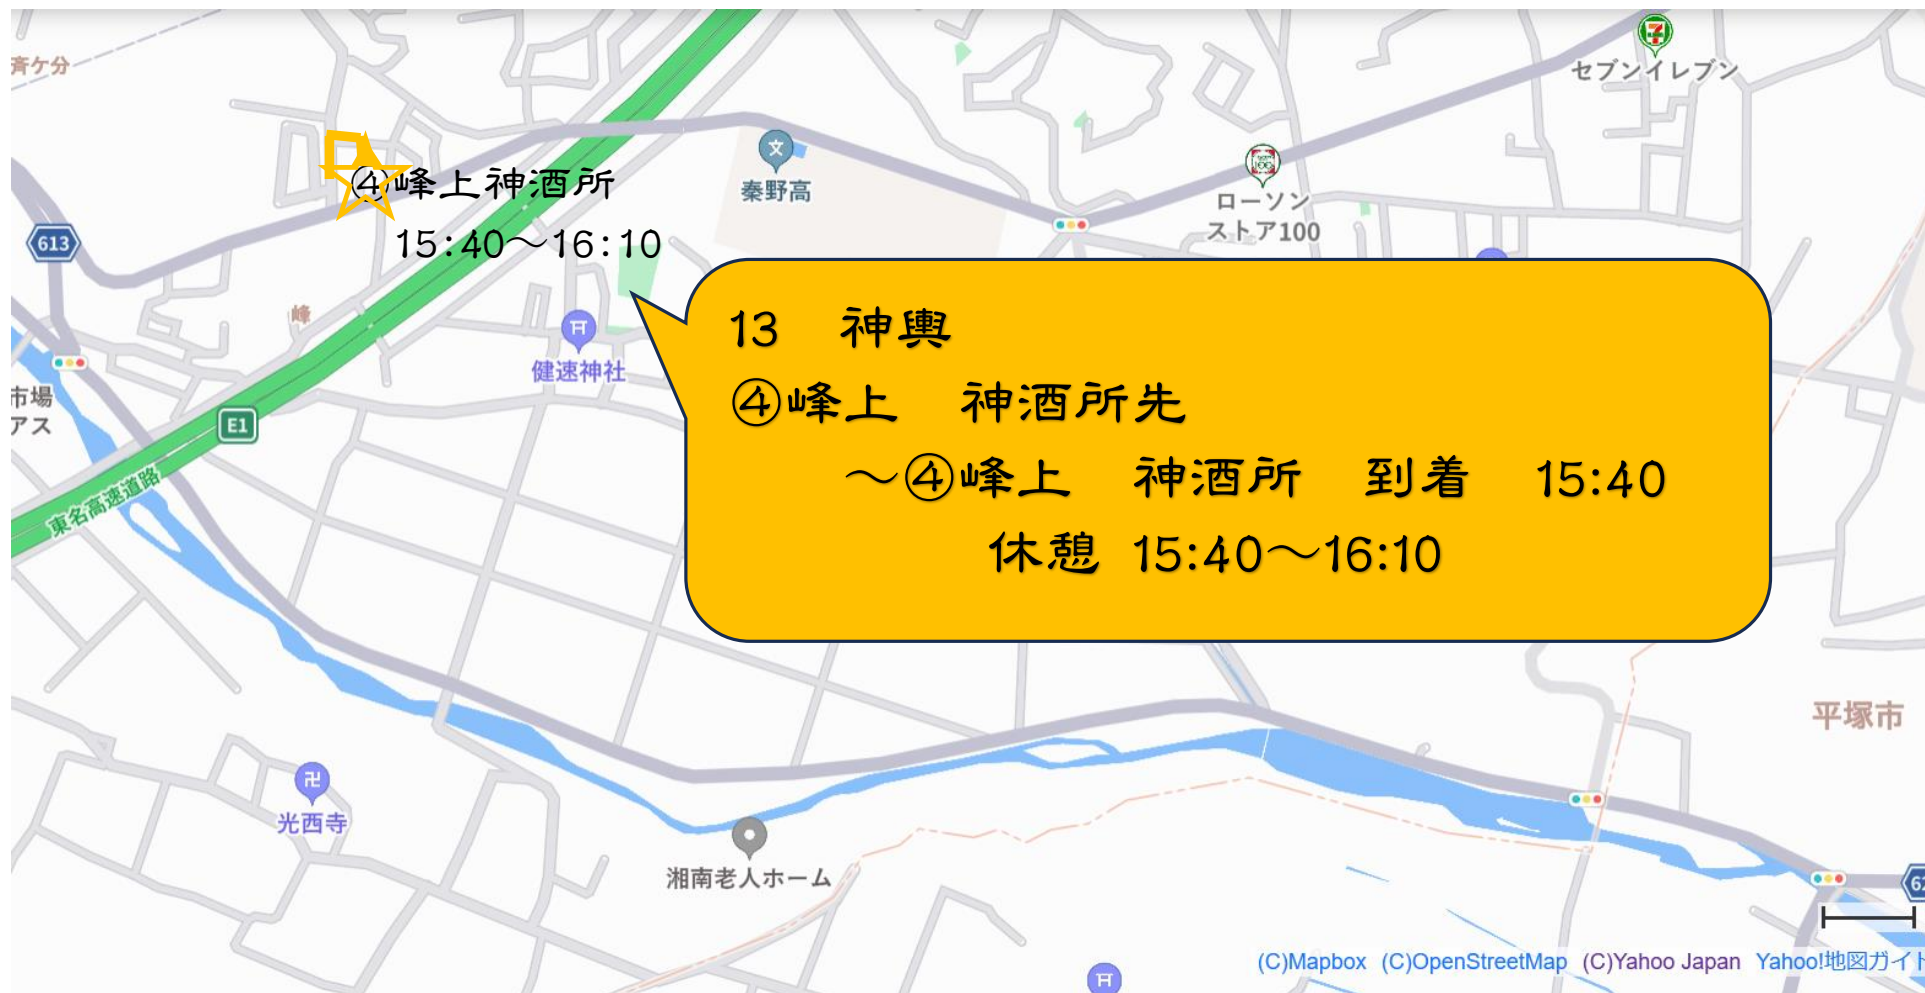 斉ケ分
セブンイレブン
④峰上神酒所
15:40～16:10
秦野高
ローソン
ストア100
613
峰
健速神社
市場
アス
E1
東名高速道路
13　神輿
④峰上　神酒所先
～④峰上　神酒所　到着　15:40
休憩 15:40～16:10
平塚市
光西寺
湘南老人ホーム
62
(C)Mapbox (C)OpenStreetMap (C)Yahoo Japan Yahoo!地図ガイド